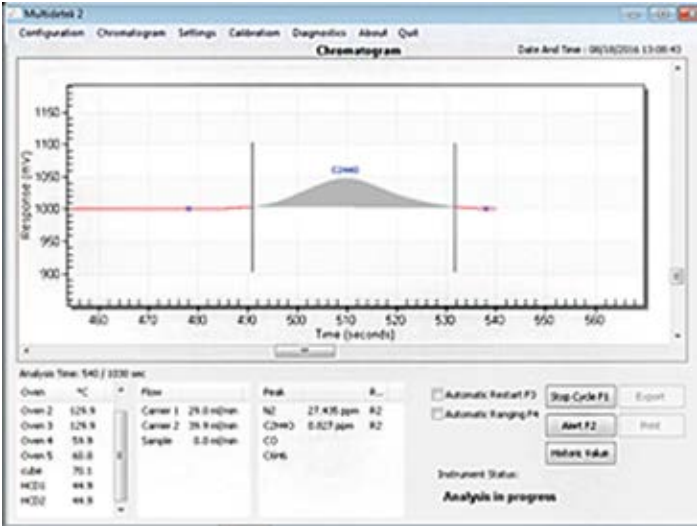 Multidetek 2
Configuration Chromatogram Settings Calibration Diagnostics About Quit
Chromatogram
Date And Time : 08/18/2016 13:08:43
Response (mV)
1150
1100
1050
1000
950
900
C2H4O
460 470 480 490 500 510 520 530 540 550 560
Time (seconds)
Analysis Time: 540 / 1030 sec
Oven °C
Oven 2 129.9
Oven 3 129.9
Oven 4 59.9
Oven 5 60.0
cube 70.1
HCD1 44.9
HCD2 44.9
Flow
Carrier 1 29.0 ml/min
Carrier 2 39.9 ml/min
Sample 0.0 ml/min
Peak R...
N2 27.435 ppm R2
C2H4O 0.827 ppm R2
CO
C6H6
Automatic Restart F3
Automatic Ranging F4
Stop Cycle F1
Export
Alert F2
Print
Historic Value
Instrument Status:
Analysis in progress